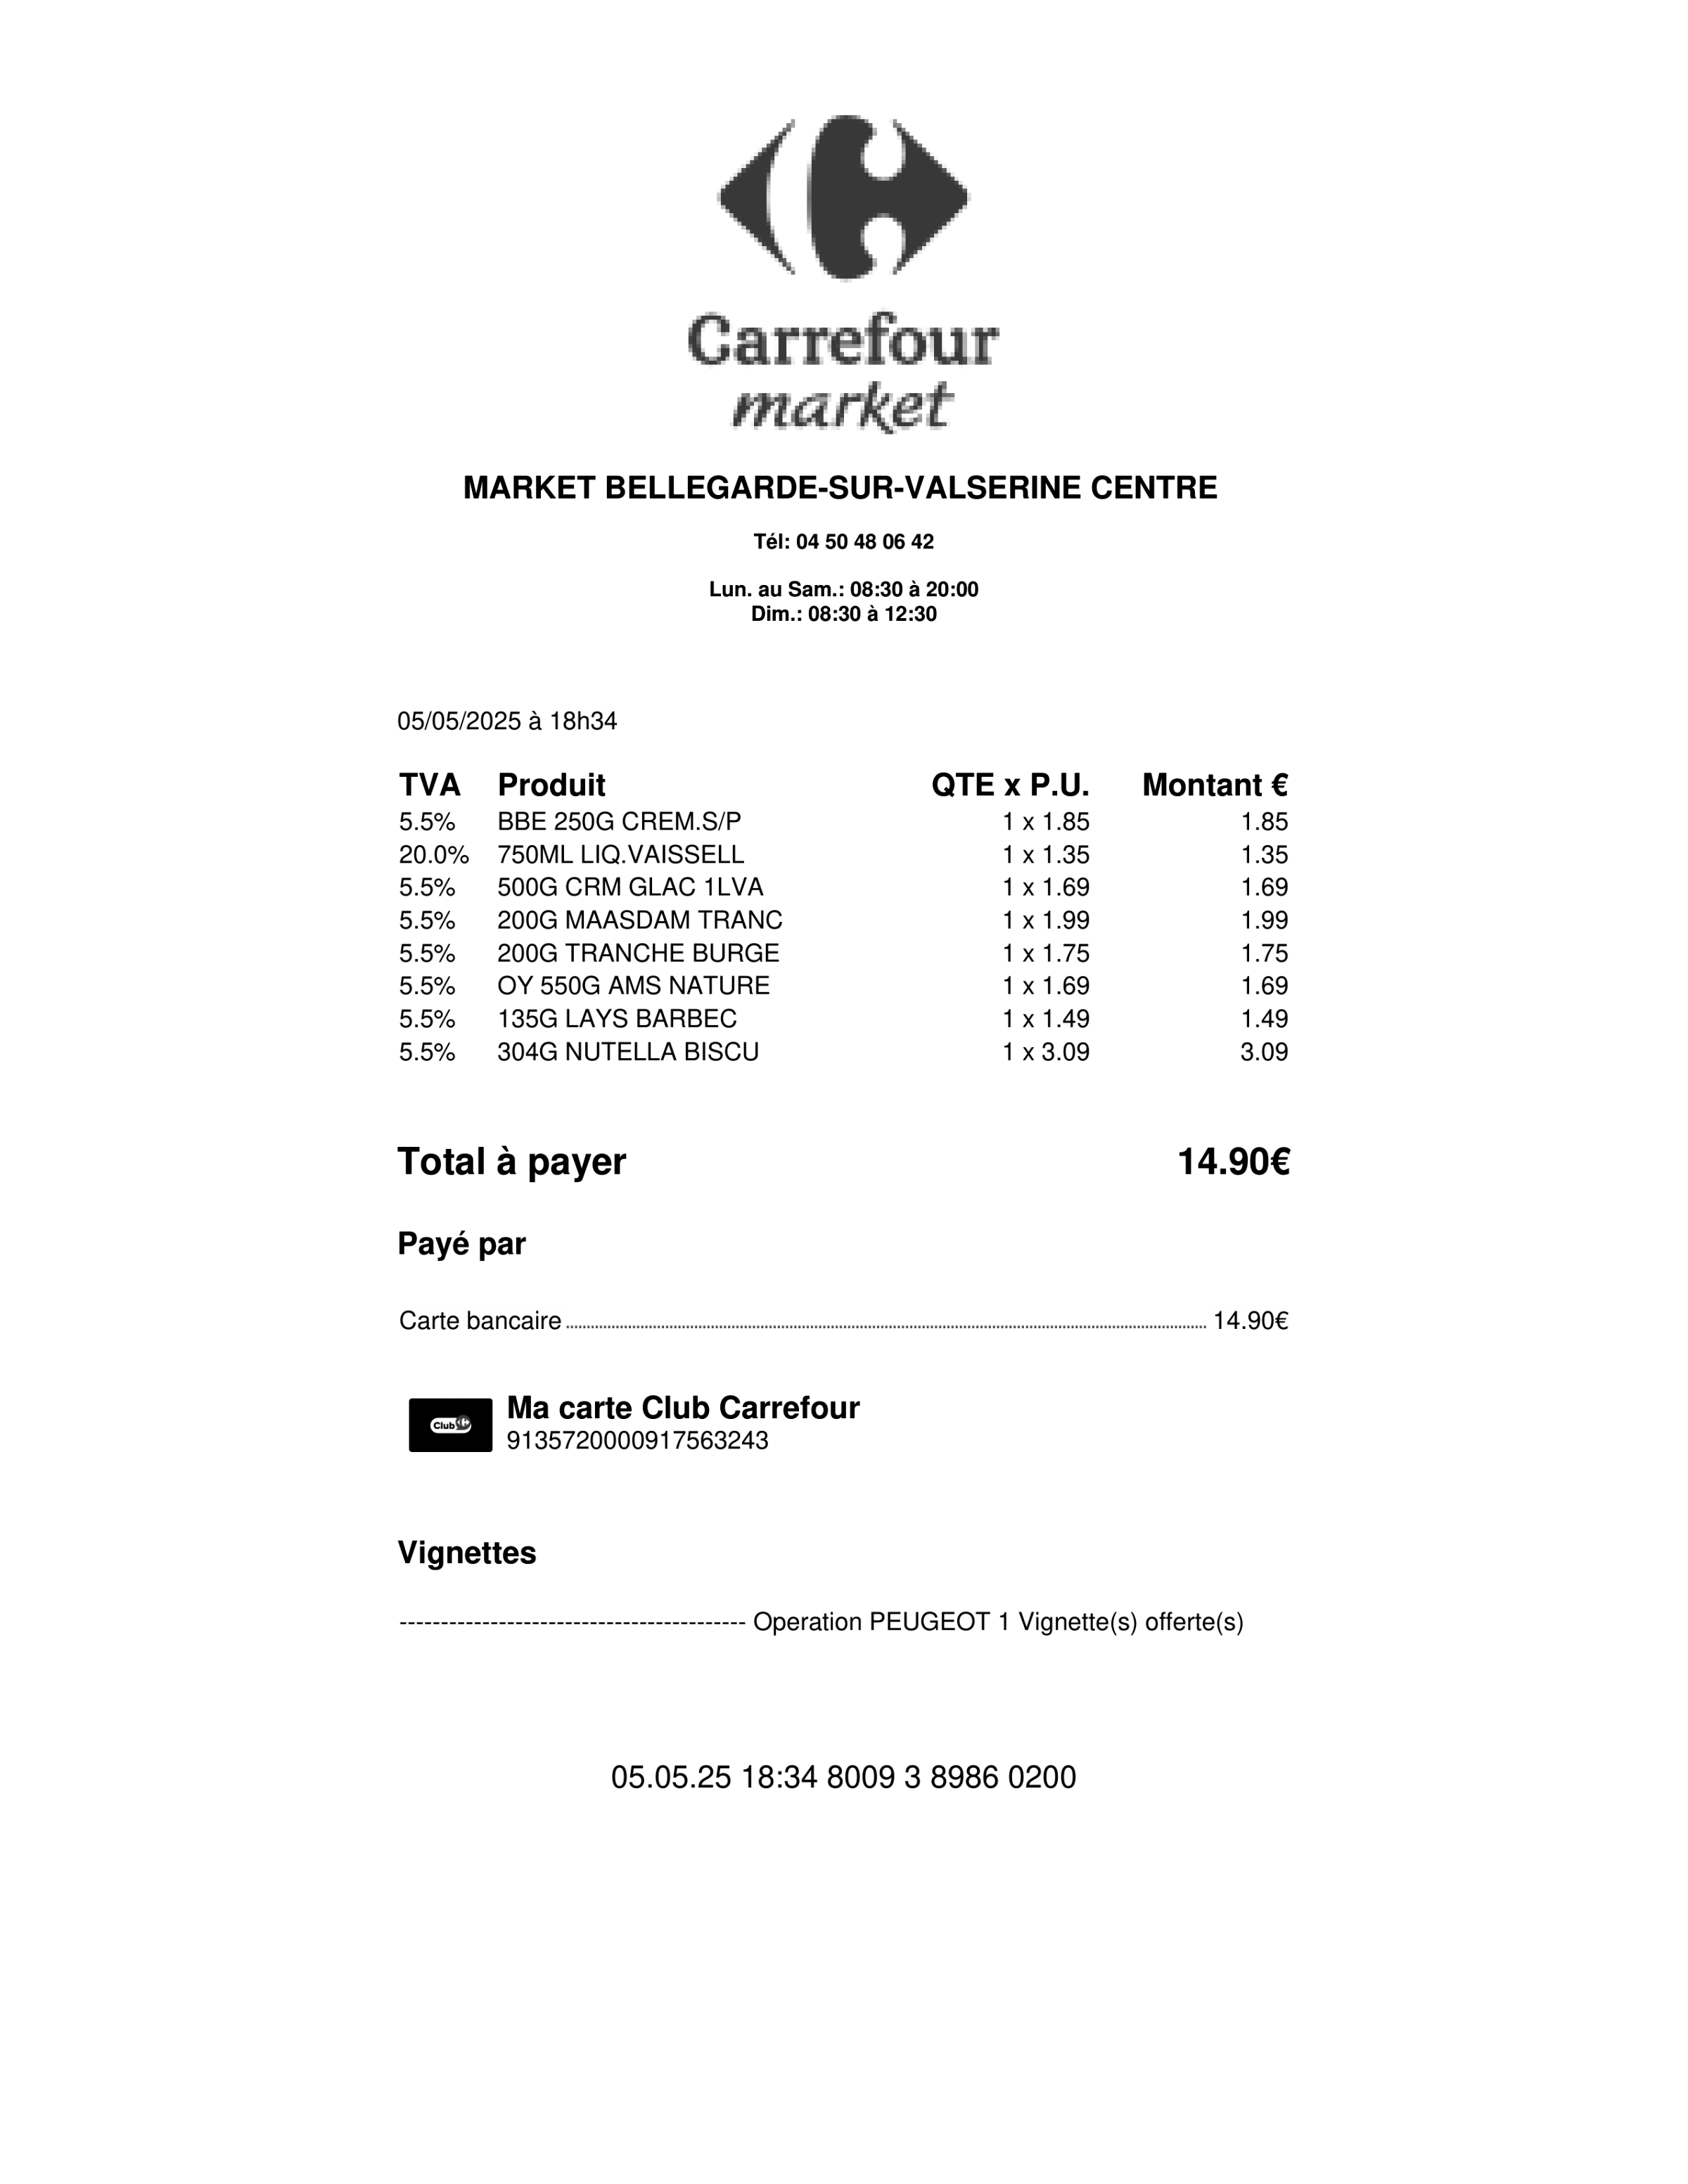 Carrefour
market
MARKET BELLEGARDE-SUR-VALSERINE CENTRE
Tél: 04 50 48 06 42
Lun. au Sam.: 08:30 à 20:00
Dim.: 08:30 à 12:30
05/05/2025 à 18h34
TVA Produit QTE x P.U. Montant €
5.5% BBE 250G CREM.S/P 1 x 1.85 1.85
20.0% 750ML LIQ.VAISSELL 1 x 1.35 1.35
5.5% 500G CRM GLAC 1LVA 1 x 1.69 1.69
5.5% 200G MAASDAM TRANC 1 x 1.99 1.99
5.5% 200G TRANCHE BURGE 1 x 1.75 1.75
5.5% OY 550G AMS NATURE 1 x 1.69 1.69
5.5% 135G LAYS BARBEC 1 x 1.49 1.49
5.5% 304G NUTELLA BISCU 1 x 3.09 3.09
Total à payer 14.90€
Payé par
Carte bancaire 14.90€
Club
Ma carte Club Carrefour
9135720000917563243
Vignettes
------------------------------------------ Operation PEUGEOT 1 Vignette(s) offerte(s)
05.05.25 18:34 8009 3 8986 0200